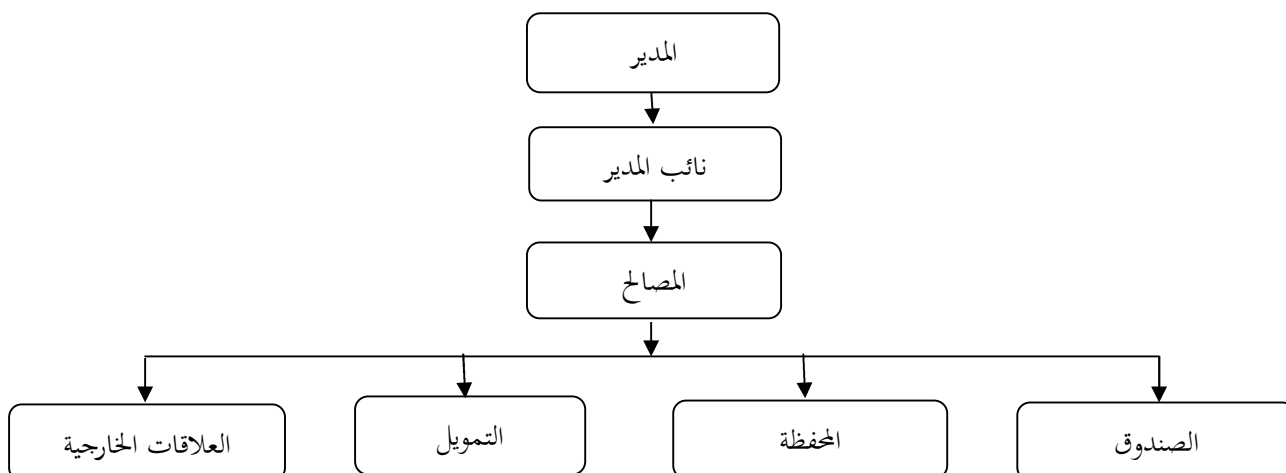 المدير
نائب المدير
المصالح
الصندوق
المحفظة
التمويل
العلاقات الخارجية